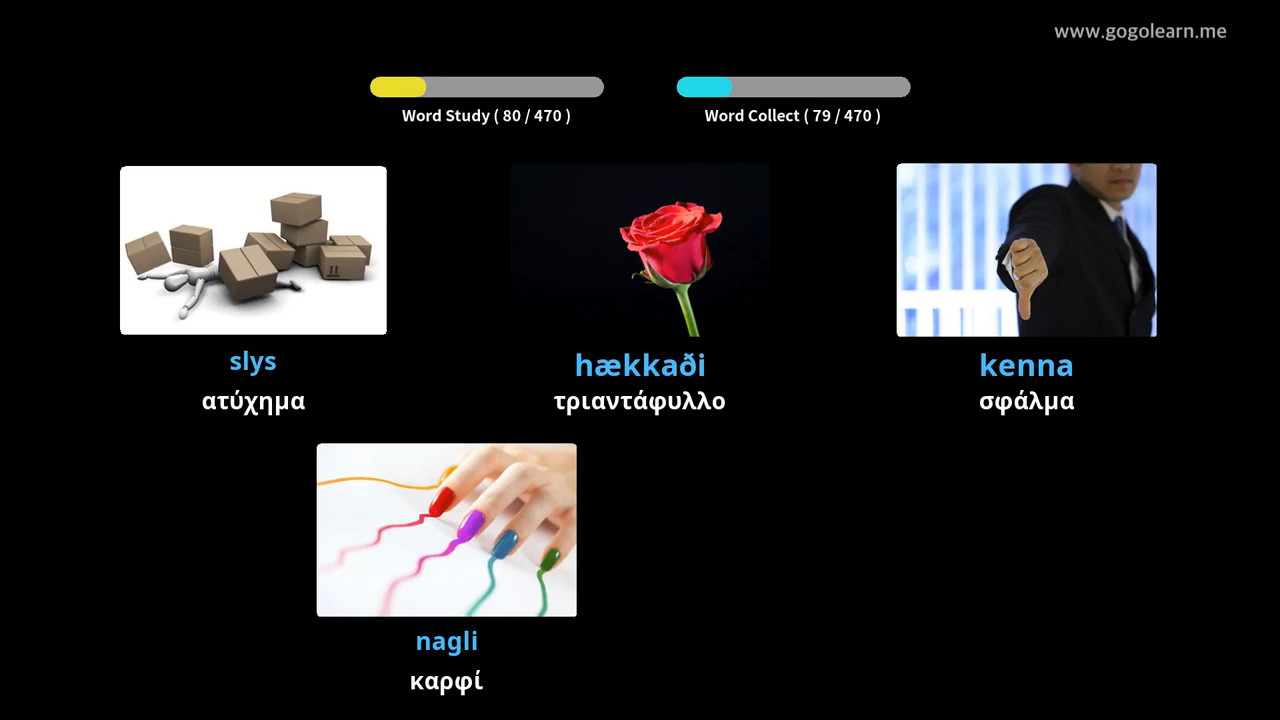 www.gogolearn.me
Word Study ( 80 / 470 )
Word Collect ( 79 / 470 )
slys
hækkaði
kenna
ατύχημα
τριαντάφυλλο
σφάλμα
nagli
καρφί